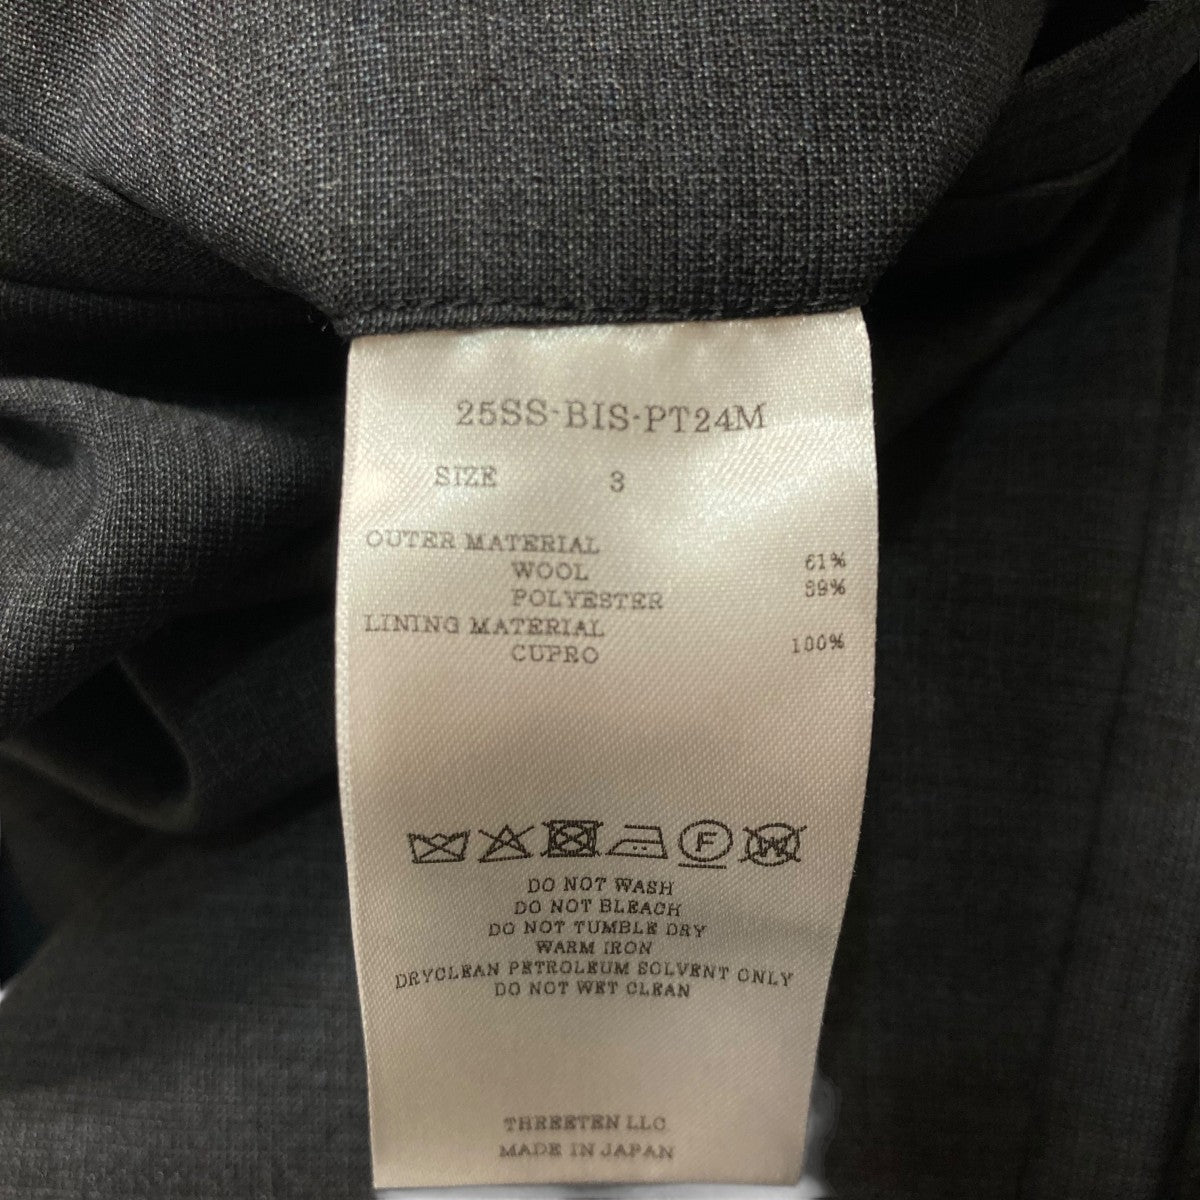 25SS-BIS-PT24M
SIZE 3
OUTER MATERIAL
WOOL 61%
POLYESTER 39%
LINING MATERIAL
CUPRO 100%
F
W
DO NOT WASH
DO NOT BLEACH
DO NOT TUMBLE DRY
WARM IRON
DRYCLEAN PETROLEUM SOLVENT ONLY
DO NOT WET CLEAN
THREETEN LLC
MADE IN JAPAN